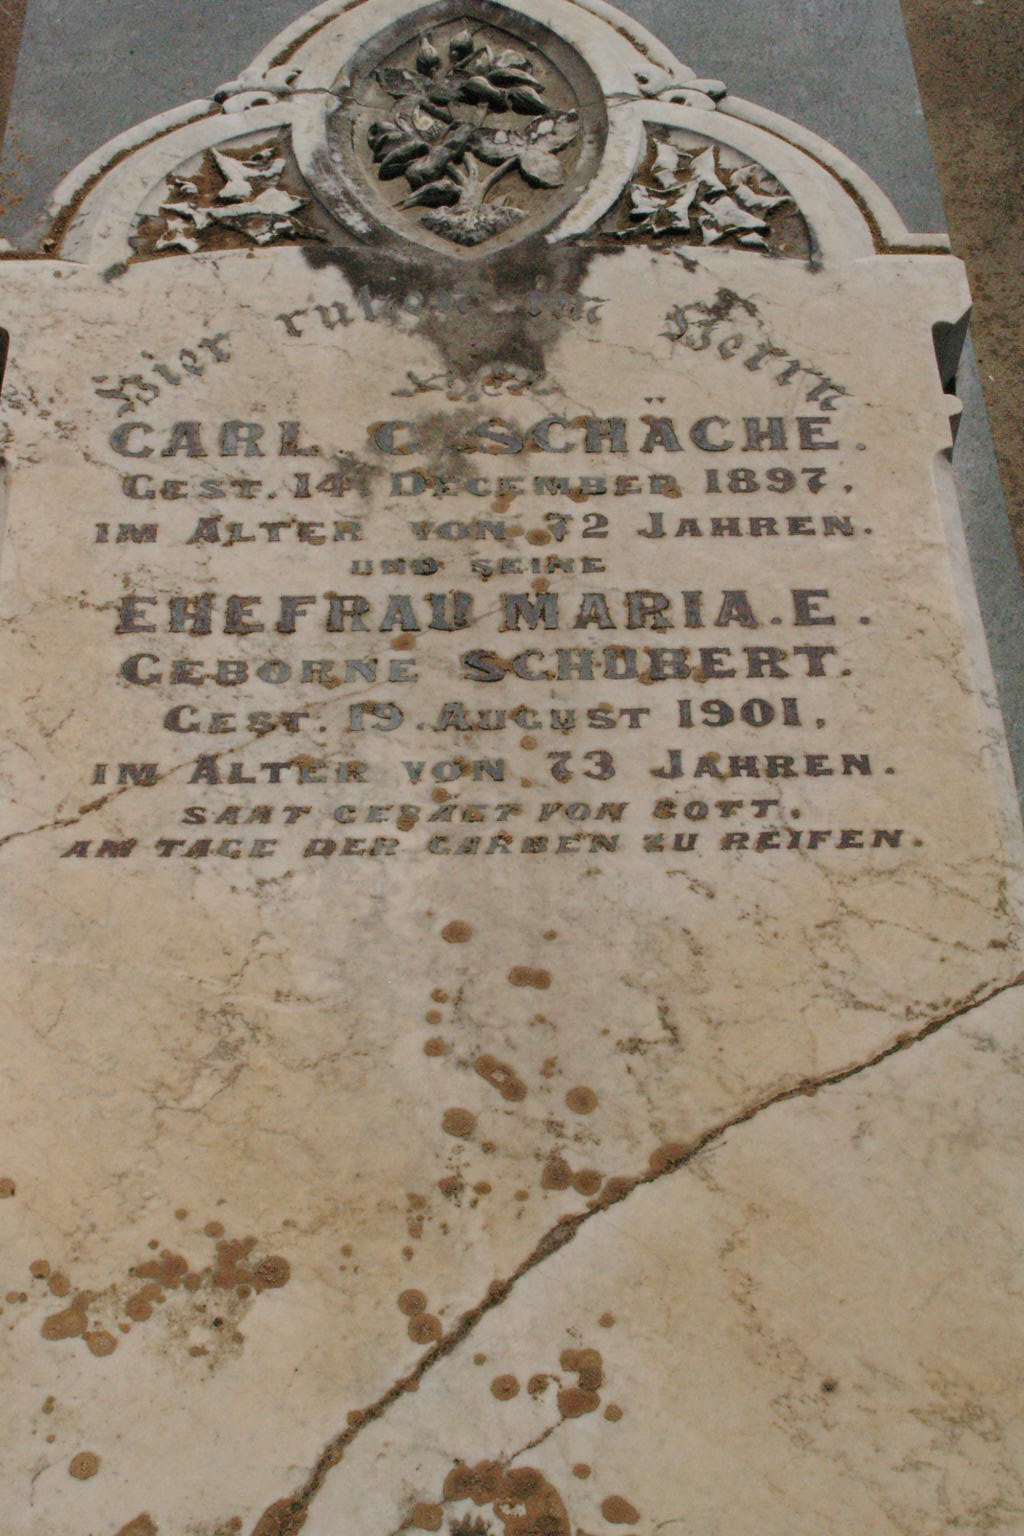 Hier ruhen im Herrn
CARL. G. SCHÄCHE.
GEST. 14. DECEMBER 1897,
IM ALTER VON 72 JAHREN.
UND SEINE
EHEFRAU MARIA. E.
GEBORNE SCHUBERT.
GEST. 19. AUGUST 1901,
IM ALTER VON 73 JAHREN.
SAAT GESAET VON GOTT,
AM TAGE DER GARBEN ZU REIFEN.